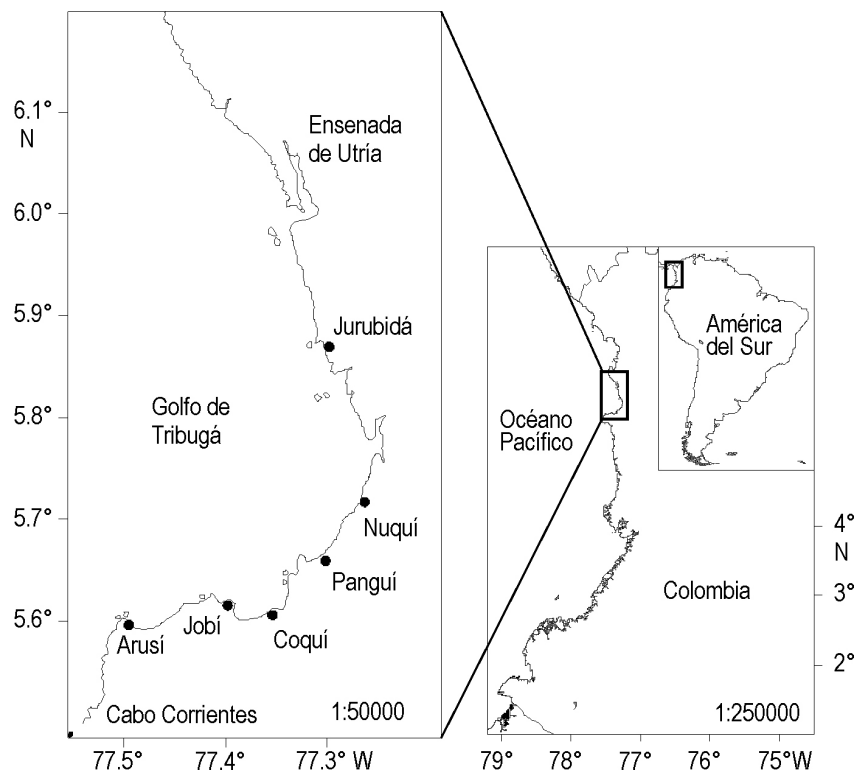 6.1°
N
6.0°
5.9°
5.8°
5.7°
5.6°
Ensenada
de Utría
Jurubidá
Golfo de
Tribugá
Nuquí
Panguí
Jobí
Coquí
Arusí
Cabo Corrientes
1:50000
77.5°
77.4°
77.3° W
América
del Sur
Océano
Pacífico
Colombia
4°
N
3°
2°
1:250000
79°
78°
77°
76°
75°W